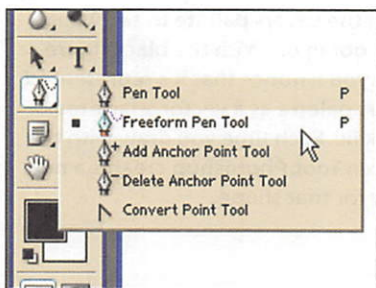 T
Pen Tool P
Freeform Pen Tool P
Add Anchor Point Tool
Delete Anchor Point Tool
Convert Point Tool